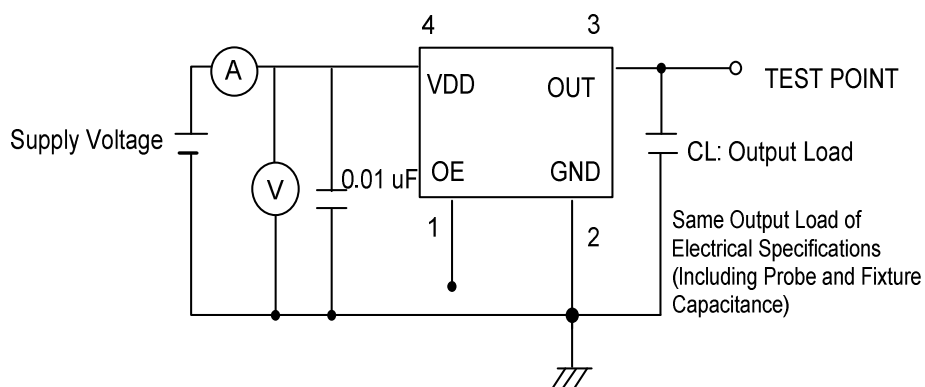 4
3
A
VDD
OUT
TEST POINT
Supply Voltage
CL: Output Load
V
0.01 uF
OE
GND
1
2
Same Output Load of
Electrical Specifications
(Including Probe and Fixture
Capacitance)